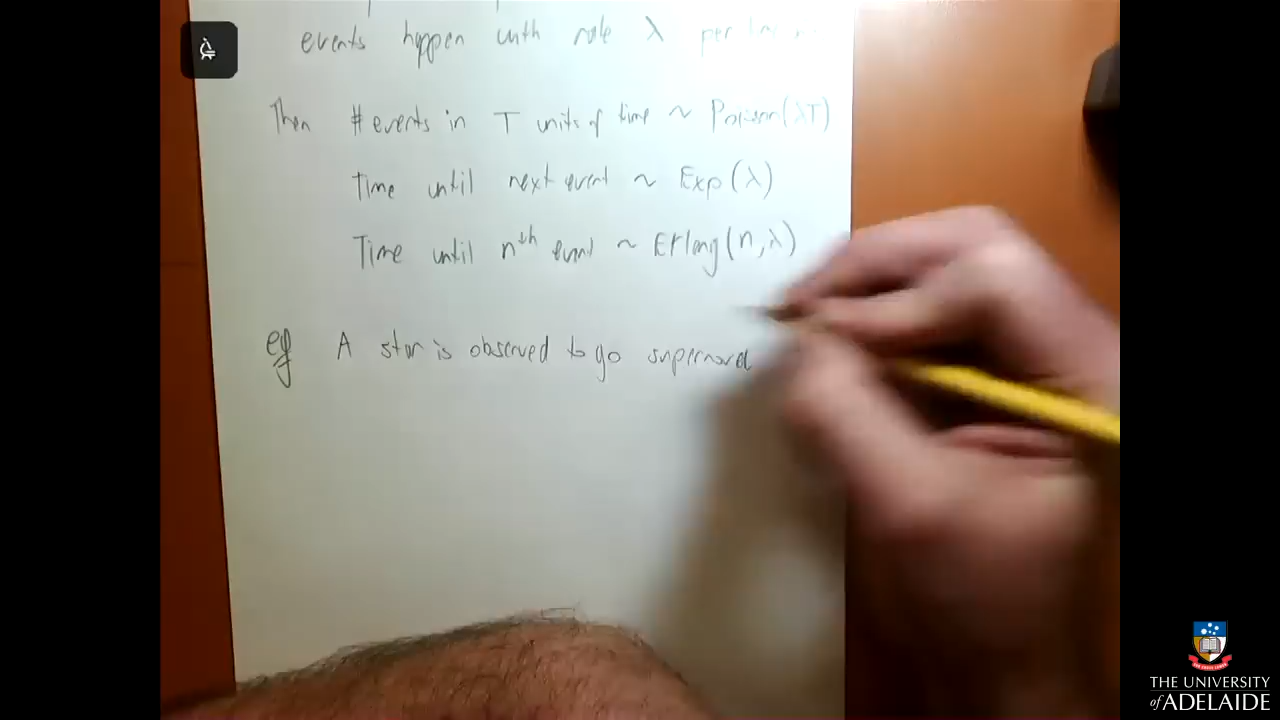 events happen with rate λ per
Then #events in T units of time ~ Poisson(λT)
Time until next event ~ Exp(λ)
Time until nth event ~ Erlang(n,λ)
eg A star is observed to go supernova
THE UNIVERSITY
of ADELAIDE